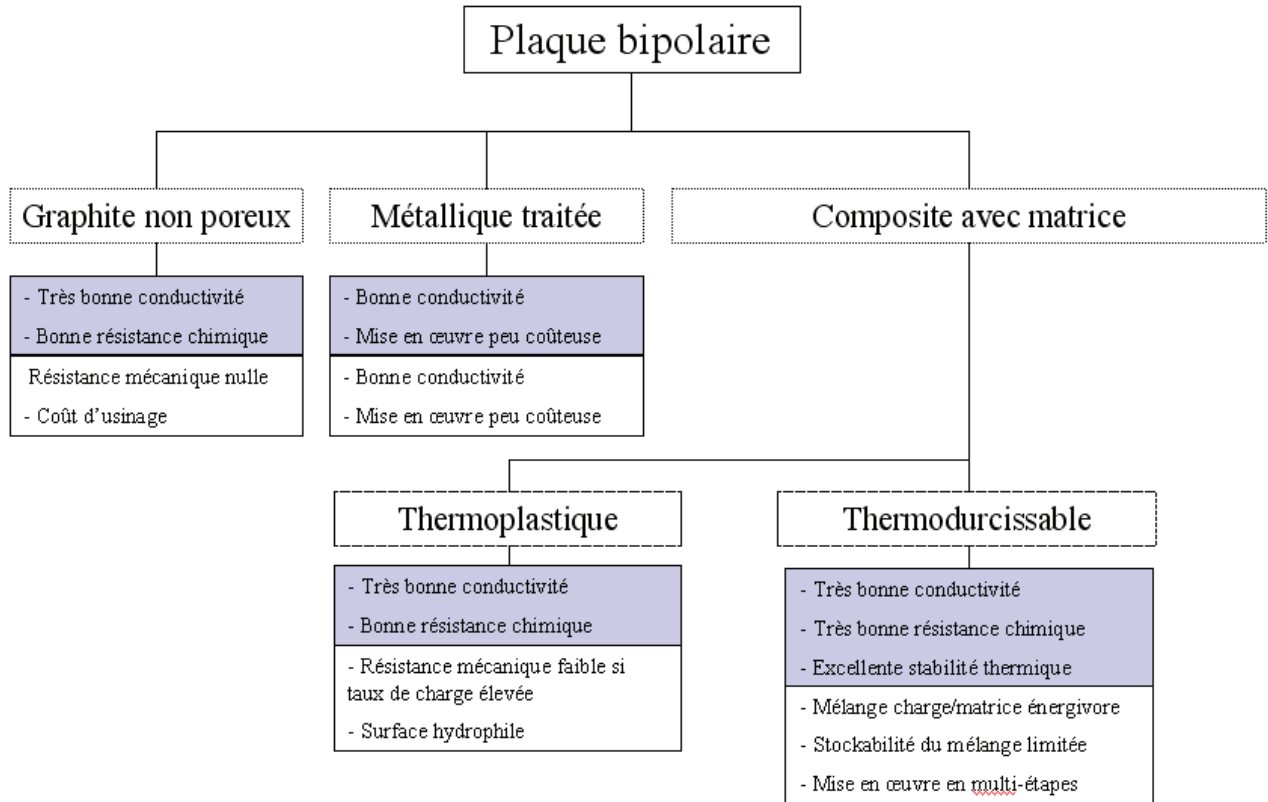 Plaque bipolaire
Graphite non poreux
- Très bonne conductivité
- Bonne résistance chimique
Résistance mécanique nulle
- Coût d'usinage
Métallique traitée
- Bonne conductivité
- Mise en œuvre peu coûteuse
- Bonne conductivité
- Mise en œuvre peu coûteuse
Composite avec matrice
Thermoplastique
- Très bonne conductivité
- Bonne résistance chimique
- Résistance mécanique faible si
taux de charge élevée
- Surface hydrophile
Thermodurcissable
- Très bonne conductivité
- Très bonne résistance chimique
- Excellente stabilité thermique
- Mélange charge/matrice énergivore
- Stockabilité du mélange limitée
- Mise en œuvre en multi-étapes